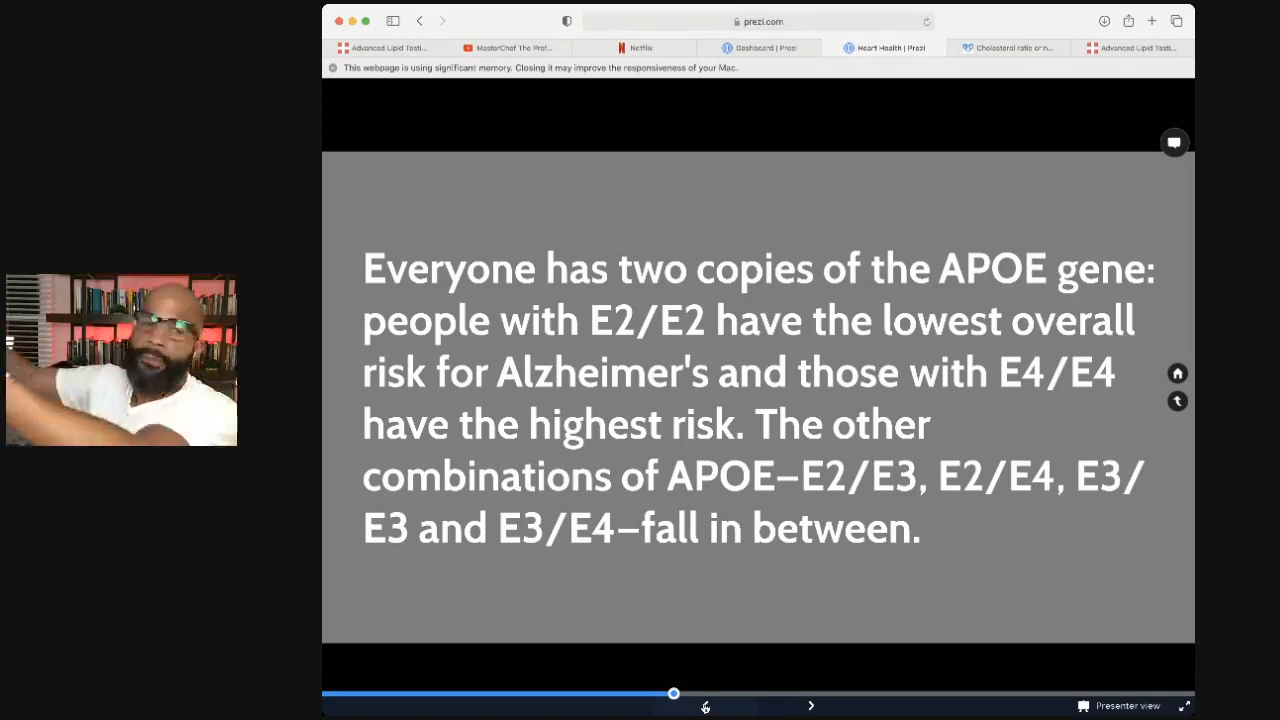 prezi.com
Advanced Lipid Testi...
MasterChef The Prof...
Netflix
Dashboard | Prezi
Heart Health | Prezi
Cholesterol ratio or n...
Advanced Lipid Testi...
This webpage is using significant memory. Closing it may improve the responsiveness of your Mac.
Everyone has two copies of the APOE gene:
people with E2/E2 have the lowest overall
risk for Alzheimer's and those with E4/E4
have the highest risk. The other
combinations of APOE–E2/E3, E2/E4, E3/
E3 and E3/E4–fall in between.
Presenter view